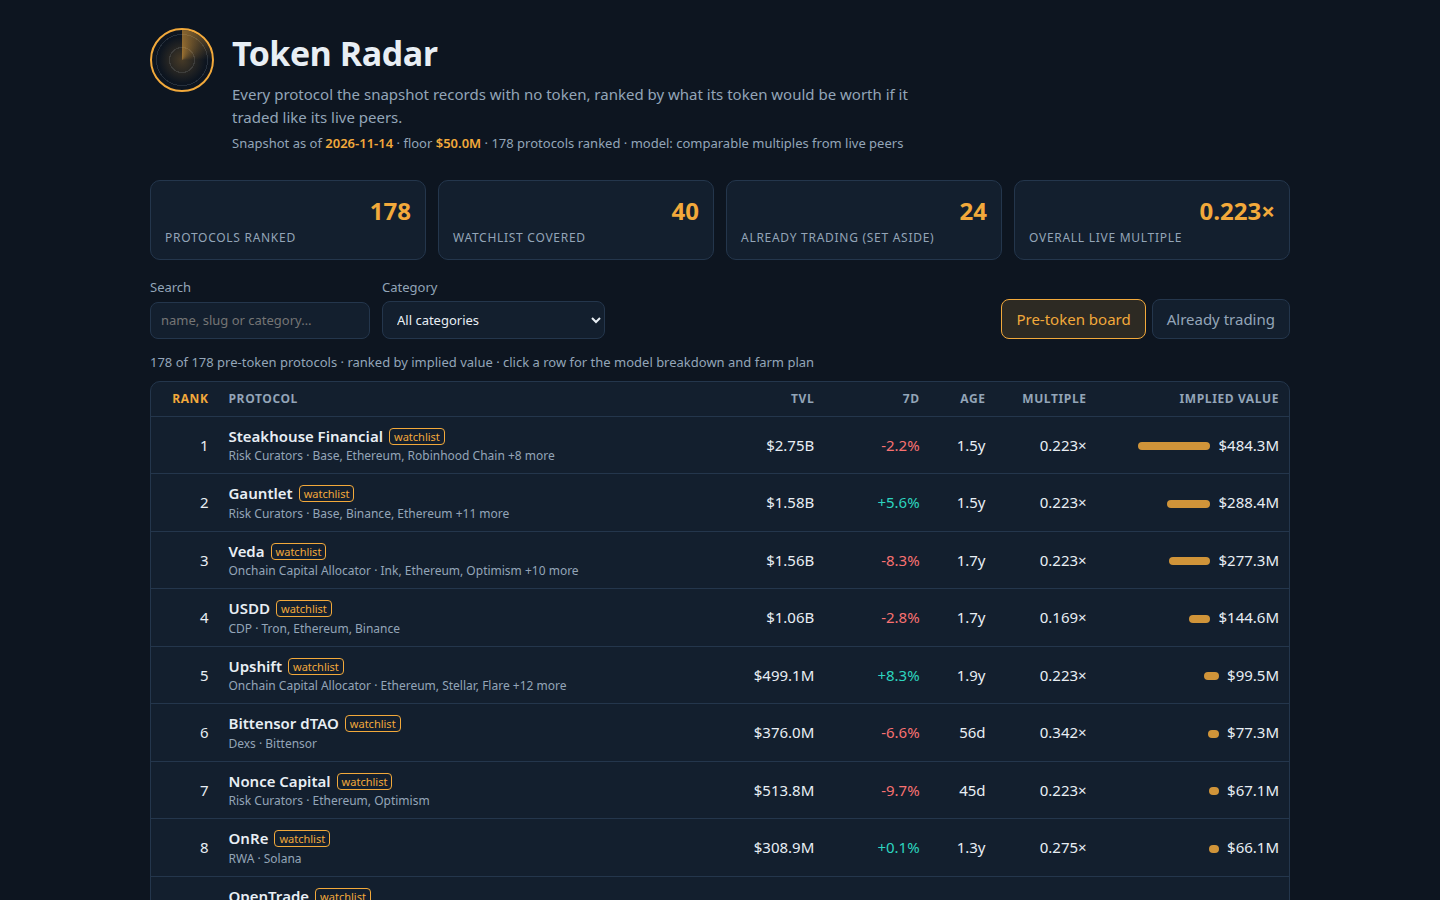 Token Radar
Every protocol the snapshot records with no token, ranked by what its token would be worth if it
traded like its live peers.
Snapshot as of 2026-11-14 · floor $50.0M · 178 protocols ranked · model: comparable multiples from live peers
178
PROTOCOLS RANKED
40
WATCHLIST COVERED
24
ALREADY TRADING (SET ASIDE)
0.223×
OVERALL LIVE MULTIPLE
Search
name, slug or category...
Category
All categories
Pre-token board
Already trading
178 of 178 pre-token protocols · ranked by implied value · click a row for the model breakdown and farm plan
RANK PROTOCOL TVL 7D AGE MULTIPLE IMPLIED VALUE
1 Steakhouse Financial watchlist $2.75B -2.2% 1.5y 0.223× $484.3M
Risk Curators · Base, Ethereum, Robinhood Chain +8 more
2 Gauntlet watchlist $1.58B +5.6% 1.5y 0.223× $288.4M
Risk Curators · Base, Binance, Ethereum +11 more
3 Veda watchlist $1.56B -8.3% 1.7y 0.223× $277.3M
Onchain Capital Allocator · Ink, Ethereum, Optimism +10 more
4 USDD watchlist $1.06B -2.8% 1.7y 0.169× $144.6M
CDP · Tron, Ethereum, Binance
5 Upshift watchlist $499.1M +8.3% 1.9y 0.223× $99.5M
Onchain Capital Allocator · Ethereum, Stellar, Flare +12 more
6 Bittensor dTAO watchlist $376.0M -6.6% 56d 0.342× $77.3M
Dexs · Bittensor
7 Nonce Capital watchlist $513.8M -9.7% 45d 0.223× $67.1M
Risk Curators · Ethereum, Optimism
8 OnRe watchlist $308.9M +0.1% 1.3y 0.275× $66.1M
RWA · Solana
OpenTrade watchlist